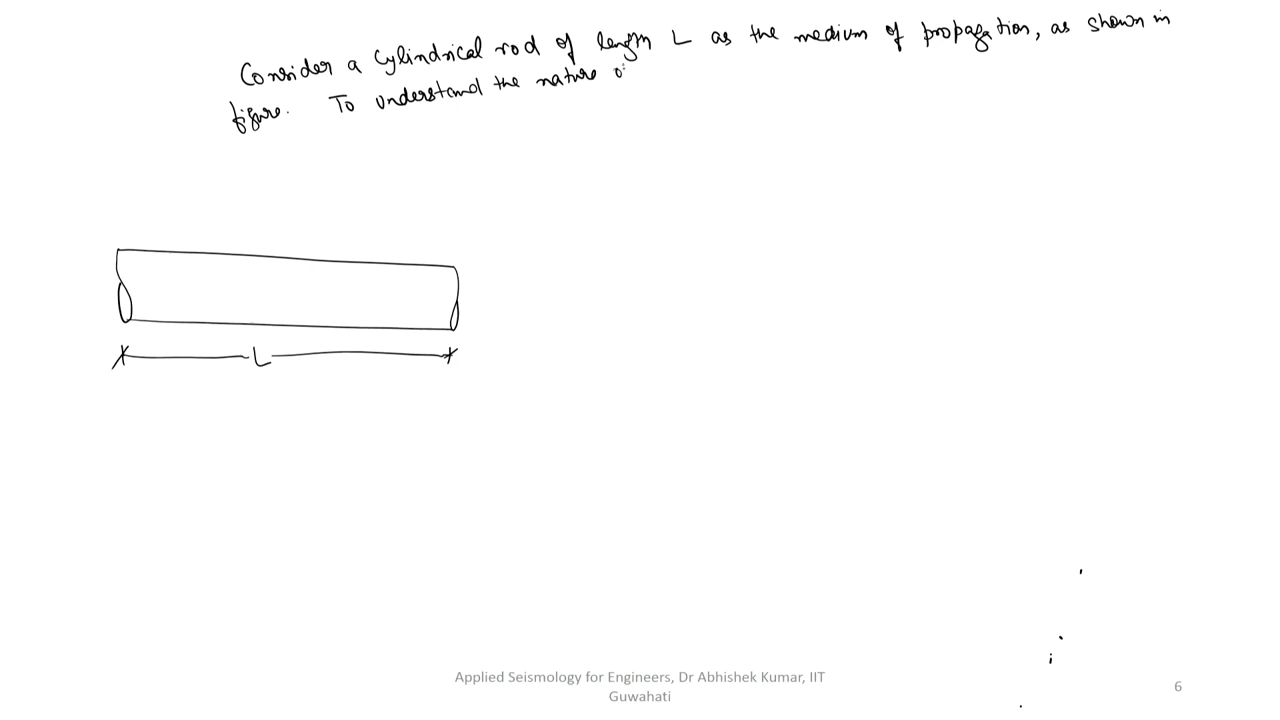 Consider a cylindrical rod of length L as the medium of propagation, as shown in
figure. To understand the nature o
L
Applied Seismology for Engineers, Dr Abhishek Kumar, IIT
Guwahati
6